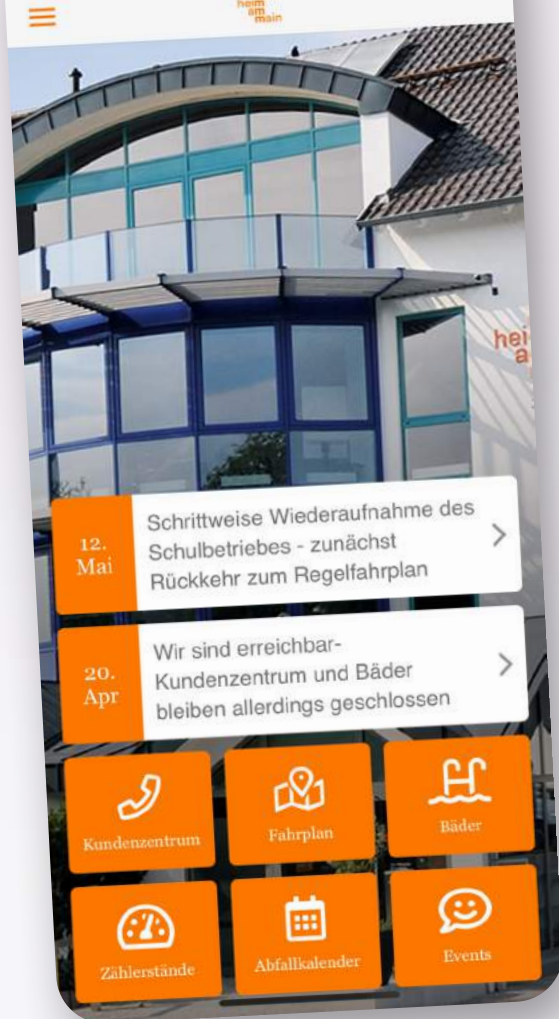 heim
am
main
hei
a
12.
Mai
Schrittweise Wiederaufnahme des
Schulbetriebes - zunächst
Rückkehr zum Regelfahrplan
20.
Apr
Wir sind erreichbar-
Kundenzentrum und Bäder
bleiben allerdings geschlossen
Kundenzentrum
Fahrplan
Bäder
Zählerstände
Abfallkalender
Events